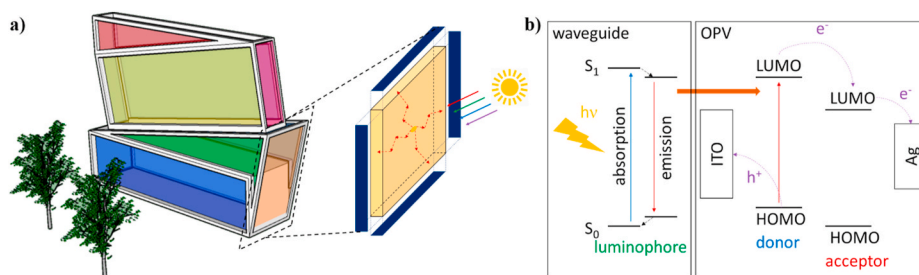 a)
b)
waveguide
S1
hν
absorption
emission
S0
luminophore
OPV
e-
LUMO
LUMO
e-
ITO
h+
Ag
HOMO
donor
HOMO
acceptor